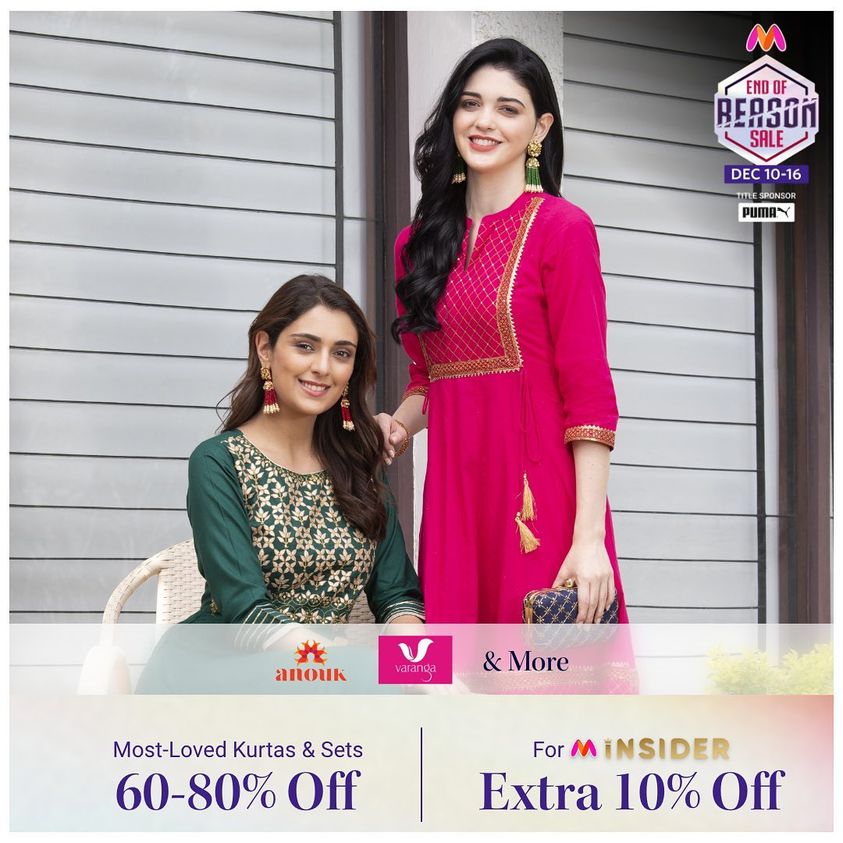 END OF
REASON
SALE
DEC 10-16
TITLE SPONSOR
PUMA
anouk
varanga
& More
Most-Loved Kurtas & Sets
60-80% Off
For M INSIDER
Extra 10% Off